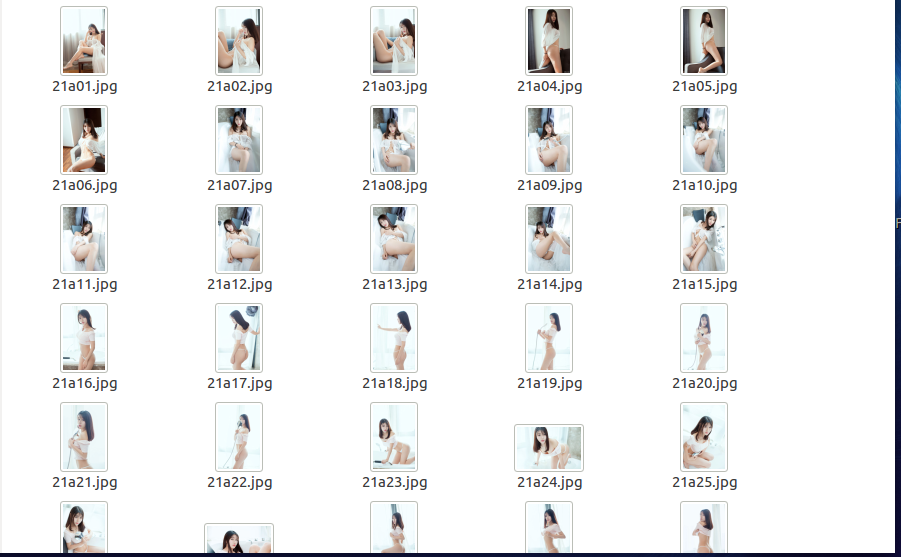 21a01.jpg 21a02.jpg 21a03.jpg 21a04.jpg 21a05.jpg
21a06.jpg 21a07.jpg 21a08.jpg 21a09.jpg 21a10.jpg
21a11.jpg 21a12.jpg 21a13.jpg 21a14.jpg 21a15.jpg
21a16.jpg 21a17.jpg 21a18.jpg 21a19.jpg 21a20.jpg
21a21.jpg 21a22.jpg 21a23.jpg 21a24.jpg 21a25.jpg